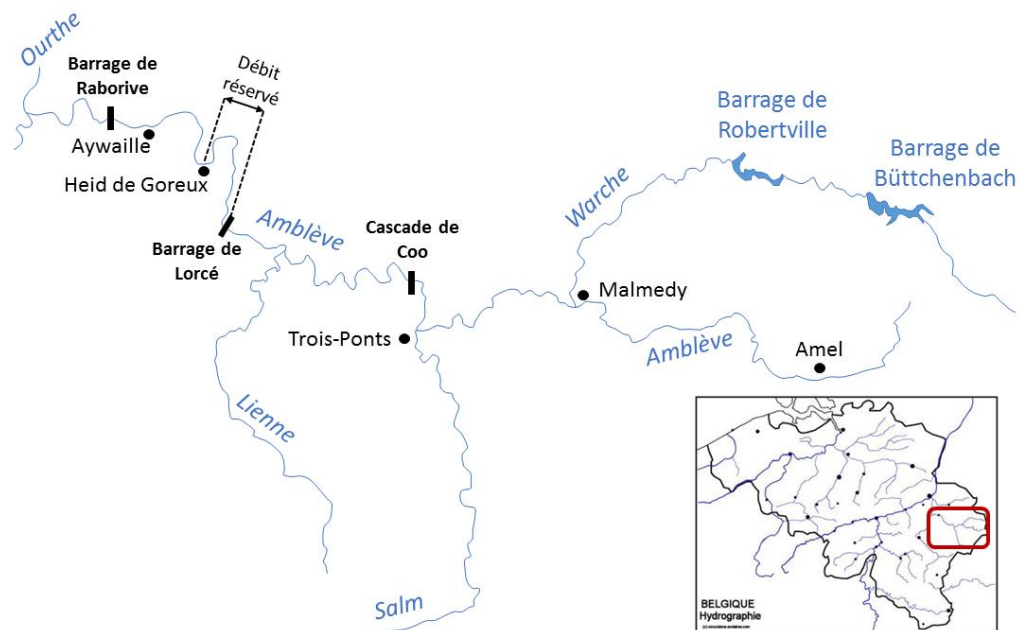 Ourthe
Barrage de
Raborive
Débit
réservé
Aywaille
Heid de Goreux
Barrage de
Lorcé
Amblève
Cascade de
Coo
Trois-Ponts
Lienne
Salm
Warche
Barrage de
Robertville
Barrage de
Büttchenbach
Malmedy
Amblève
Amel
BELGIQUE
Hydrographie